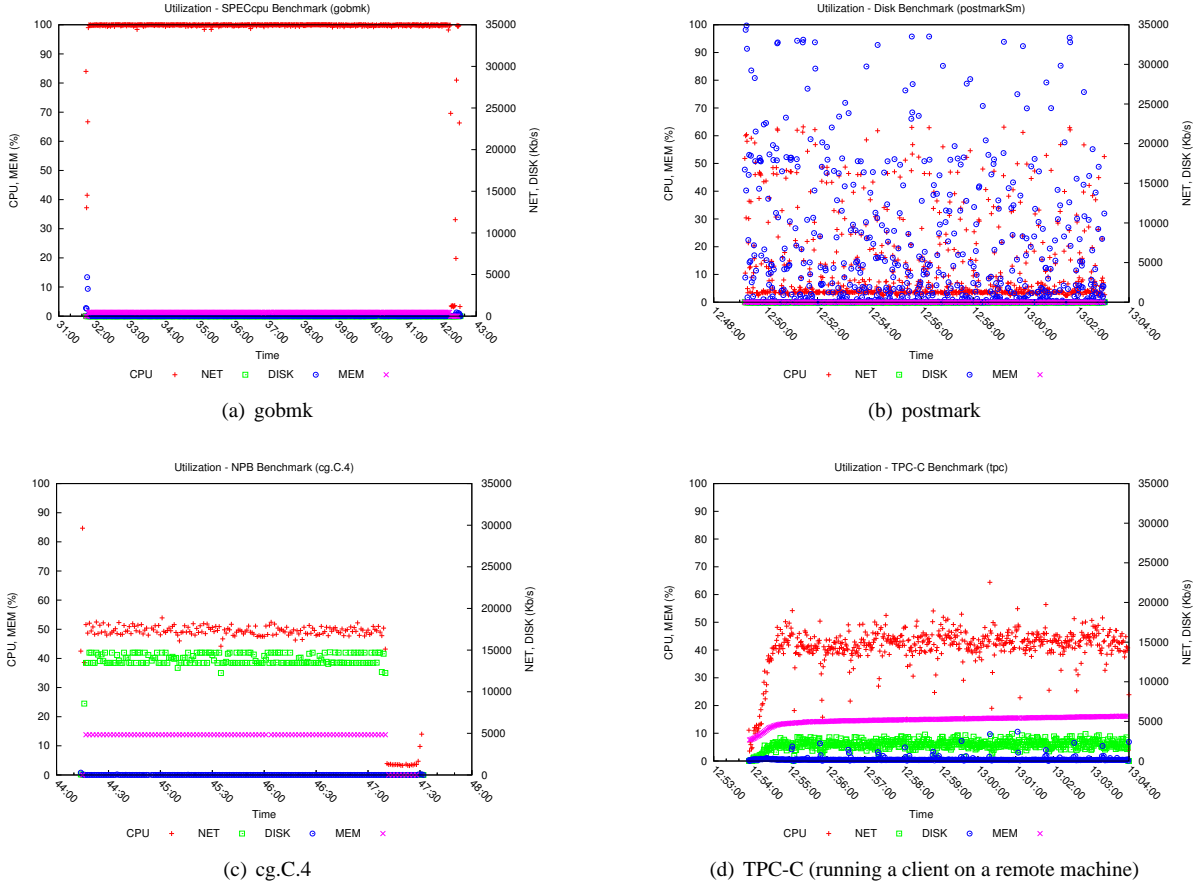 Utilization - SPECcpu Benchmark (gobmk)
100
90
80
70
60
50
40
30
20
10
0
CPU, MEM (%)
35000
30000
25000
20000
15000
10000
5000
0
NET, DISK (Kb/s)
31:00 32:00 33:00 34:00 35:00 36:00 37:00 38:00 39:00 40:00 41:00 42:00 43:00
Time
CPU NET DISK MEM
(a) gobmk
Utilization - Disk Benchmark (postmarkSm)
100
90
80
70
60
50
40
30
20
10
0
CPU, MEM (%)
35000
30000
25000
20000
15000
10000
5000
0
NET, DISK (Kb/s)
12:48:00 12:50:00 12:52:00 12:54:00 12:56:00 12:58:00 13:00:00 13:02:00 13:04:00
Time
CPU NET DISK MEM
(b) postmark
Utilization - NPB Benchmark (cg.C.4)
100
90
80
70
60
50
40
30
20
10
0
CPU, MEM (%)
35000
30000
25000
20000
15000
10000
5000
0
NET, DISK (Kb/s)
44:00 44:30 45:00 45:30 46:00 46:30 47:00 47:30 48:00
Time
CPU NET DISK MEM
(c) cg.C.4
Utilization - TPC-C Benchmark (tpc)
100
90
80
70
60
50
40
30
20
10
0
CPU, MEM (%)
35000
30000
25000
20000
15000
10000
5000
0
NET, DISK (Kb/s)
12:53:00 12:54:00 12:55:00 12:56:00 12:57:00 12:58:00 12:59:00 13:00:00 13:01:00 13:02:00 13:03:00 13:04:00
Time
CPU NET DISK MEM
(d) TPC-C (running a client on a remote machine)